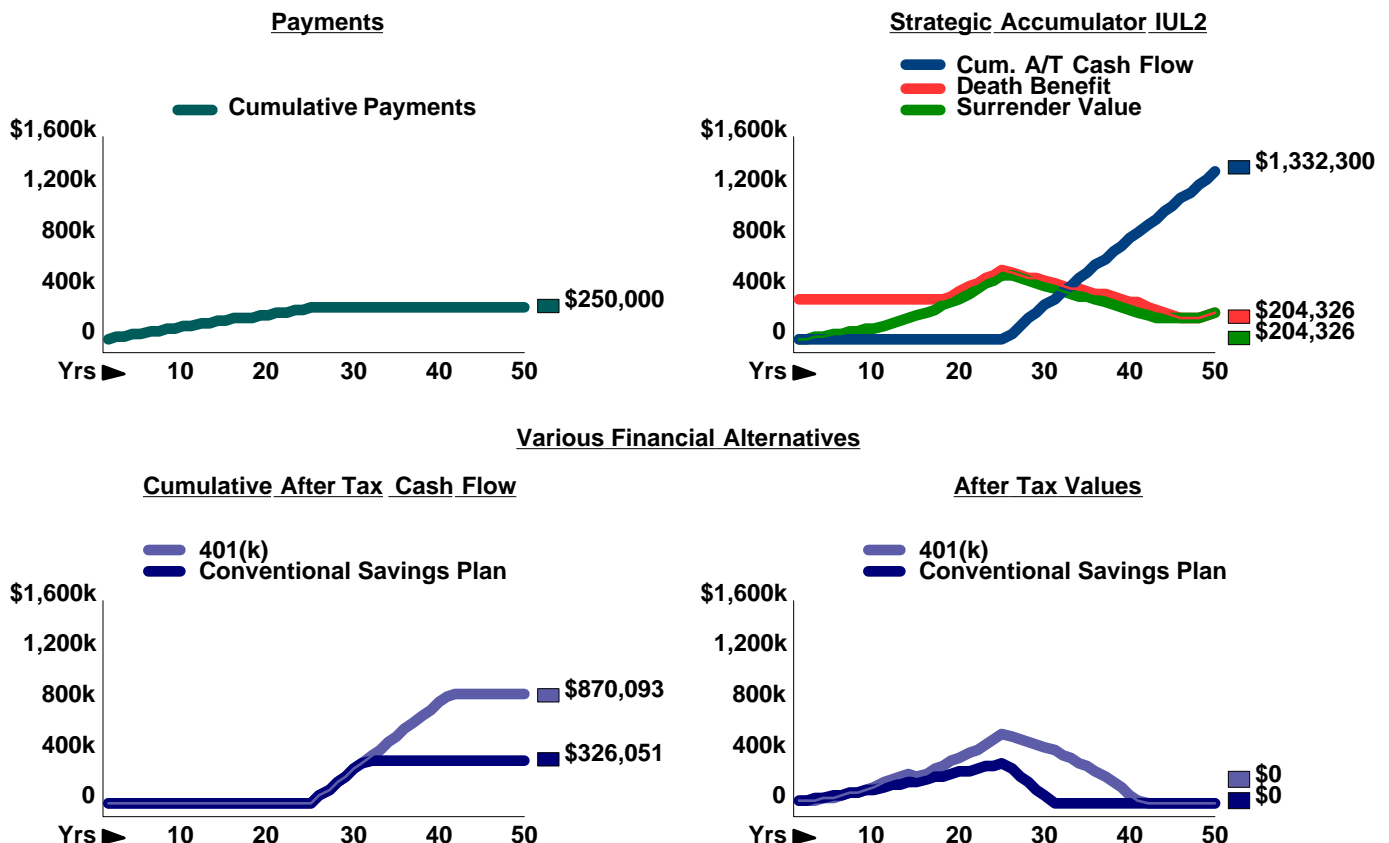 Payments
Cumulative Payments
$1,600k
1,200k
800k
400k
0
$250,000
Yrs 10 20 30 40 50
Strategic Accumulator IUL2
Cum. A/T Cash Flow
Death Benefit
Surrender Value
$1,600k
1,200k
800k
400k
0
$1,332,300
$204,326
$204,326
Yrs 10 20 30 40 50
Various Financial Alternatives
Cumulative After Tax Cash Flow
401(k)
Conventional Savings Plan
$1,600k
1,200k
800k
400k
0
$870,093
$326,051
Yrs 10 20 30 40 50
After Tax Values
401(k)
Conventional Savings Plan
$1,600k
1,200k
800k
400k
0
$0
$0
Yrs 10 20 30 40 50